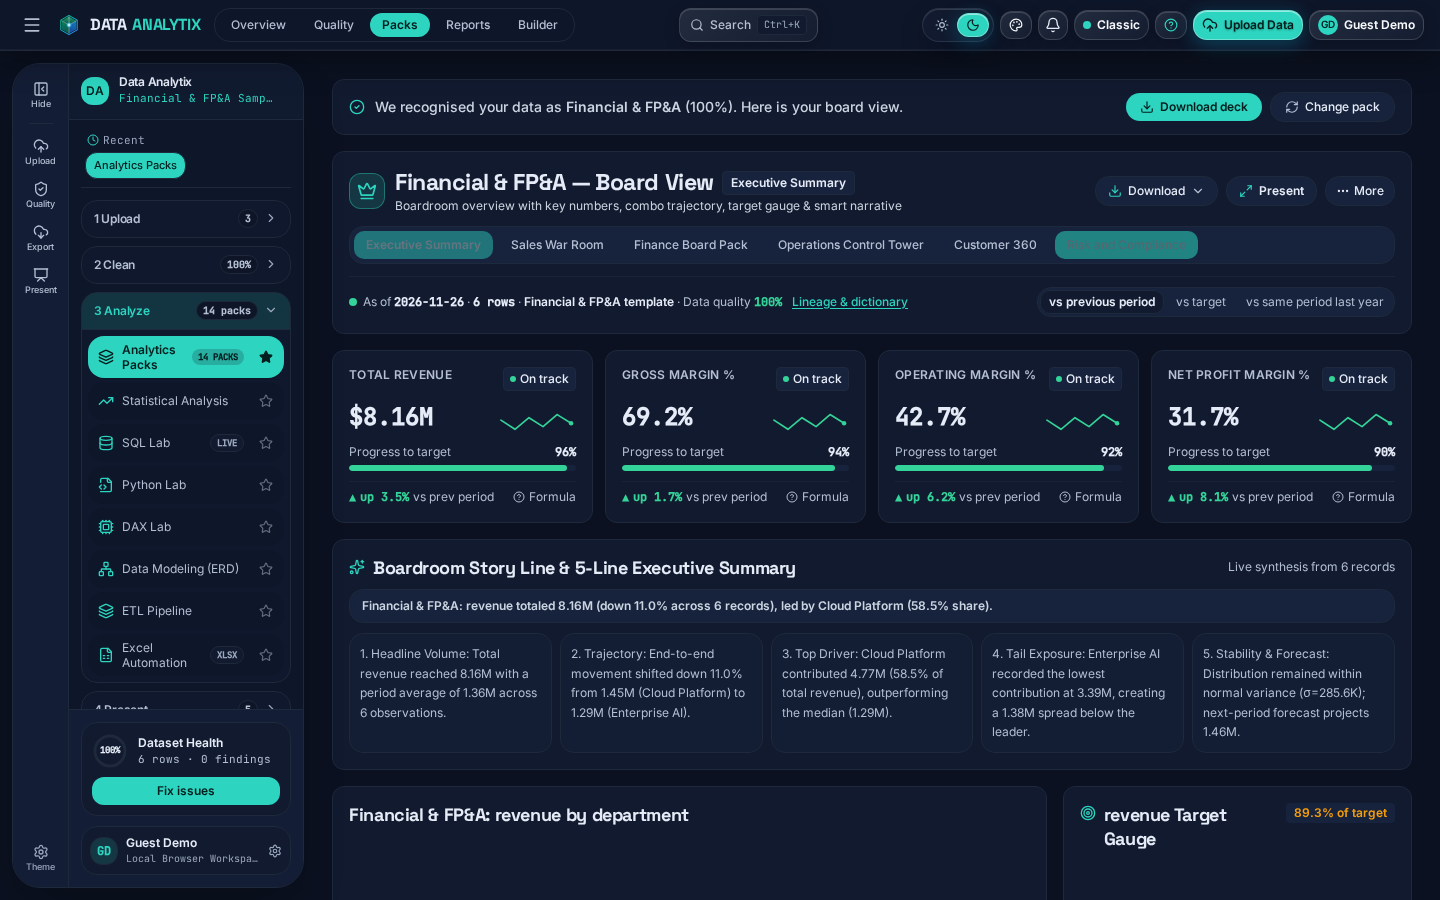 DATA ANALYTIX
Overview
Quality
Packs
Reports
Builder
Search Ctrl+K
Classic
Upload Data
GD Guest Demo
Hide
Upload
Quality
Export
Present
Theme
DA
Data Analytix
Financial & FP&A Samp…
Recent
Analytics Packs
1 Upload 3
2 Clean 100%
3 Analyze 14 packs
Analytics Packs 14 PACKS
Statistical Analysis
SQL Lab LIVE
Python Lab
DAX Lab
Data Modeling (ERD)
ETL Pipeline
Excel Automation XLSX
4 Present 5
100%
Dataset Health
6 rows · 0 findings
Fix issues
GD
Guest Demo
Local Browser Workspa…
We recognised your data as Financial & FP&A (100%). Here is your board view.
Download deck
Change pack
Financial & FP&A — Board View
Executive Summary
Boardroom overview with key numbers, combo trajectory, target gauge & smart narrative
Download
Present
··· More
Executive Summary
Sales War Room
Finance Board Pack
Operations Control Tower
Customer 360
As of 2026-11-26 · 6 rows · Financial & FP&A template · Data quality 100% Lineage & dictionary
vs previous period
vs target
vs same period last year
TOTAL REVENUE
On track
$8.16M
Progress to target 96%
▲ up 3.5% vs prev period
Formula
GROSS MARGIN %
On track
69.2%
Progress to target 94%
▲ up 1.7% vs prev period
Formula
OPERATING MARGIN %
On track
42.7%
Progress to target 92%
▲ up 6.2% vs prev period
Formula
NET PROFIT MARGIN %
On track
31.7%
Progress to target 90%
▲ up 8.1% vs prev period
Formula
Boardroom Story Line & 5-Line Executive Summary
Live synthesis from 6 records
Financial & FP&A: revenue totaled 8.16M (down 11.0% across 6 records), led by Cloud Platform (58.5% share).
1. Headline Volume: Total
revenue reached 8.16M with a
period average of 1.36M across
6 observations.
2. Trajectory: End-to-end
movement shifted down 11.0%
from 1.45M (Cloud Platform) to
1.29M (Enterprise AI).
3. Top Driver: Cloud Platform
contributed 4.77M (58.5% of
total revenue), outperforming
the median (1.29M).
4. Tail Exposure: Enterprise AI
recorded the lowest
contribution at 3.39M, creating
a 1.38M spread below the
leader.
5. Stability & Forecast:
Distribution remained within
normal variance (σ=285.6K);
next-period forecast projects
1.46M.
Financial & FP&A: revenue by department
revenue Target
Gauge
89.3% of target